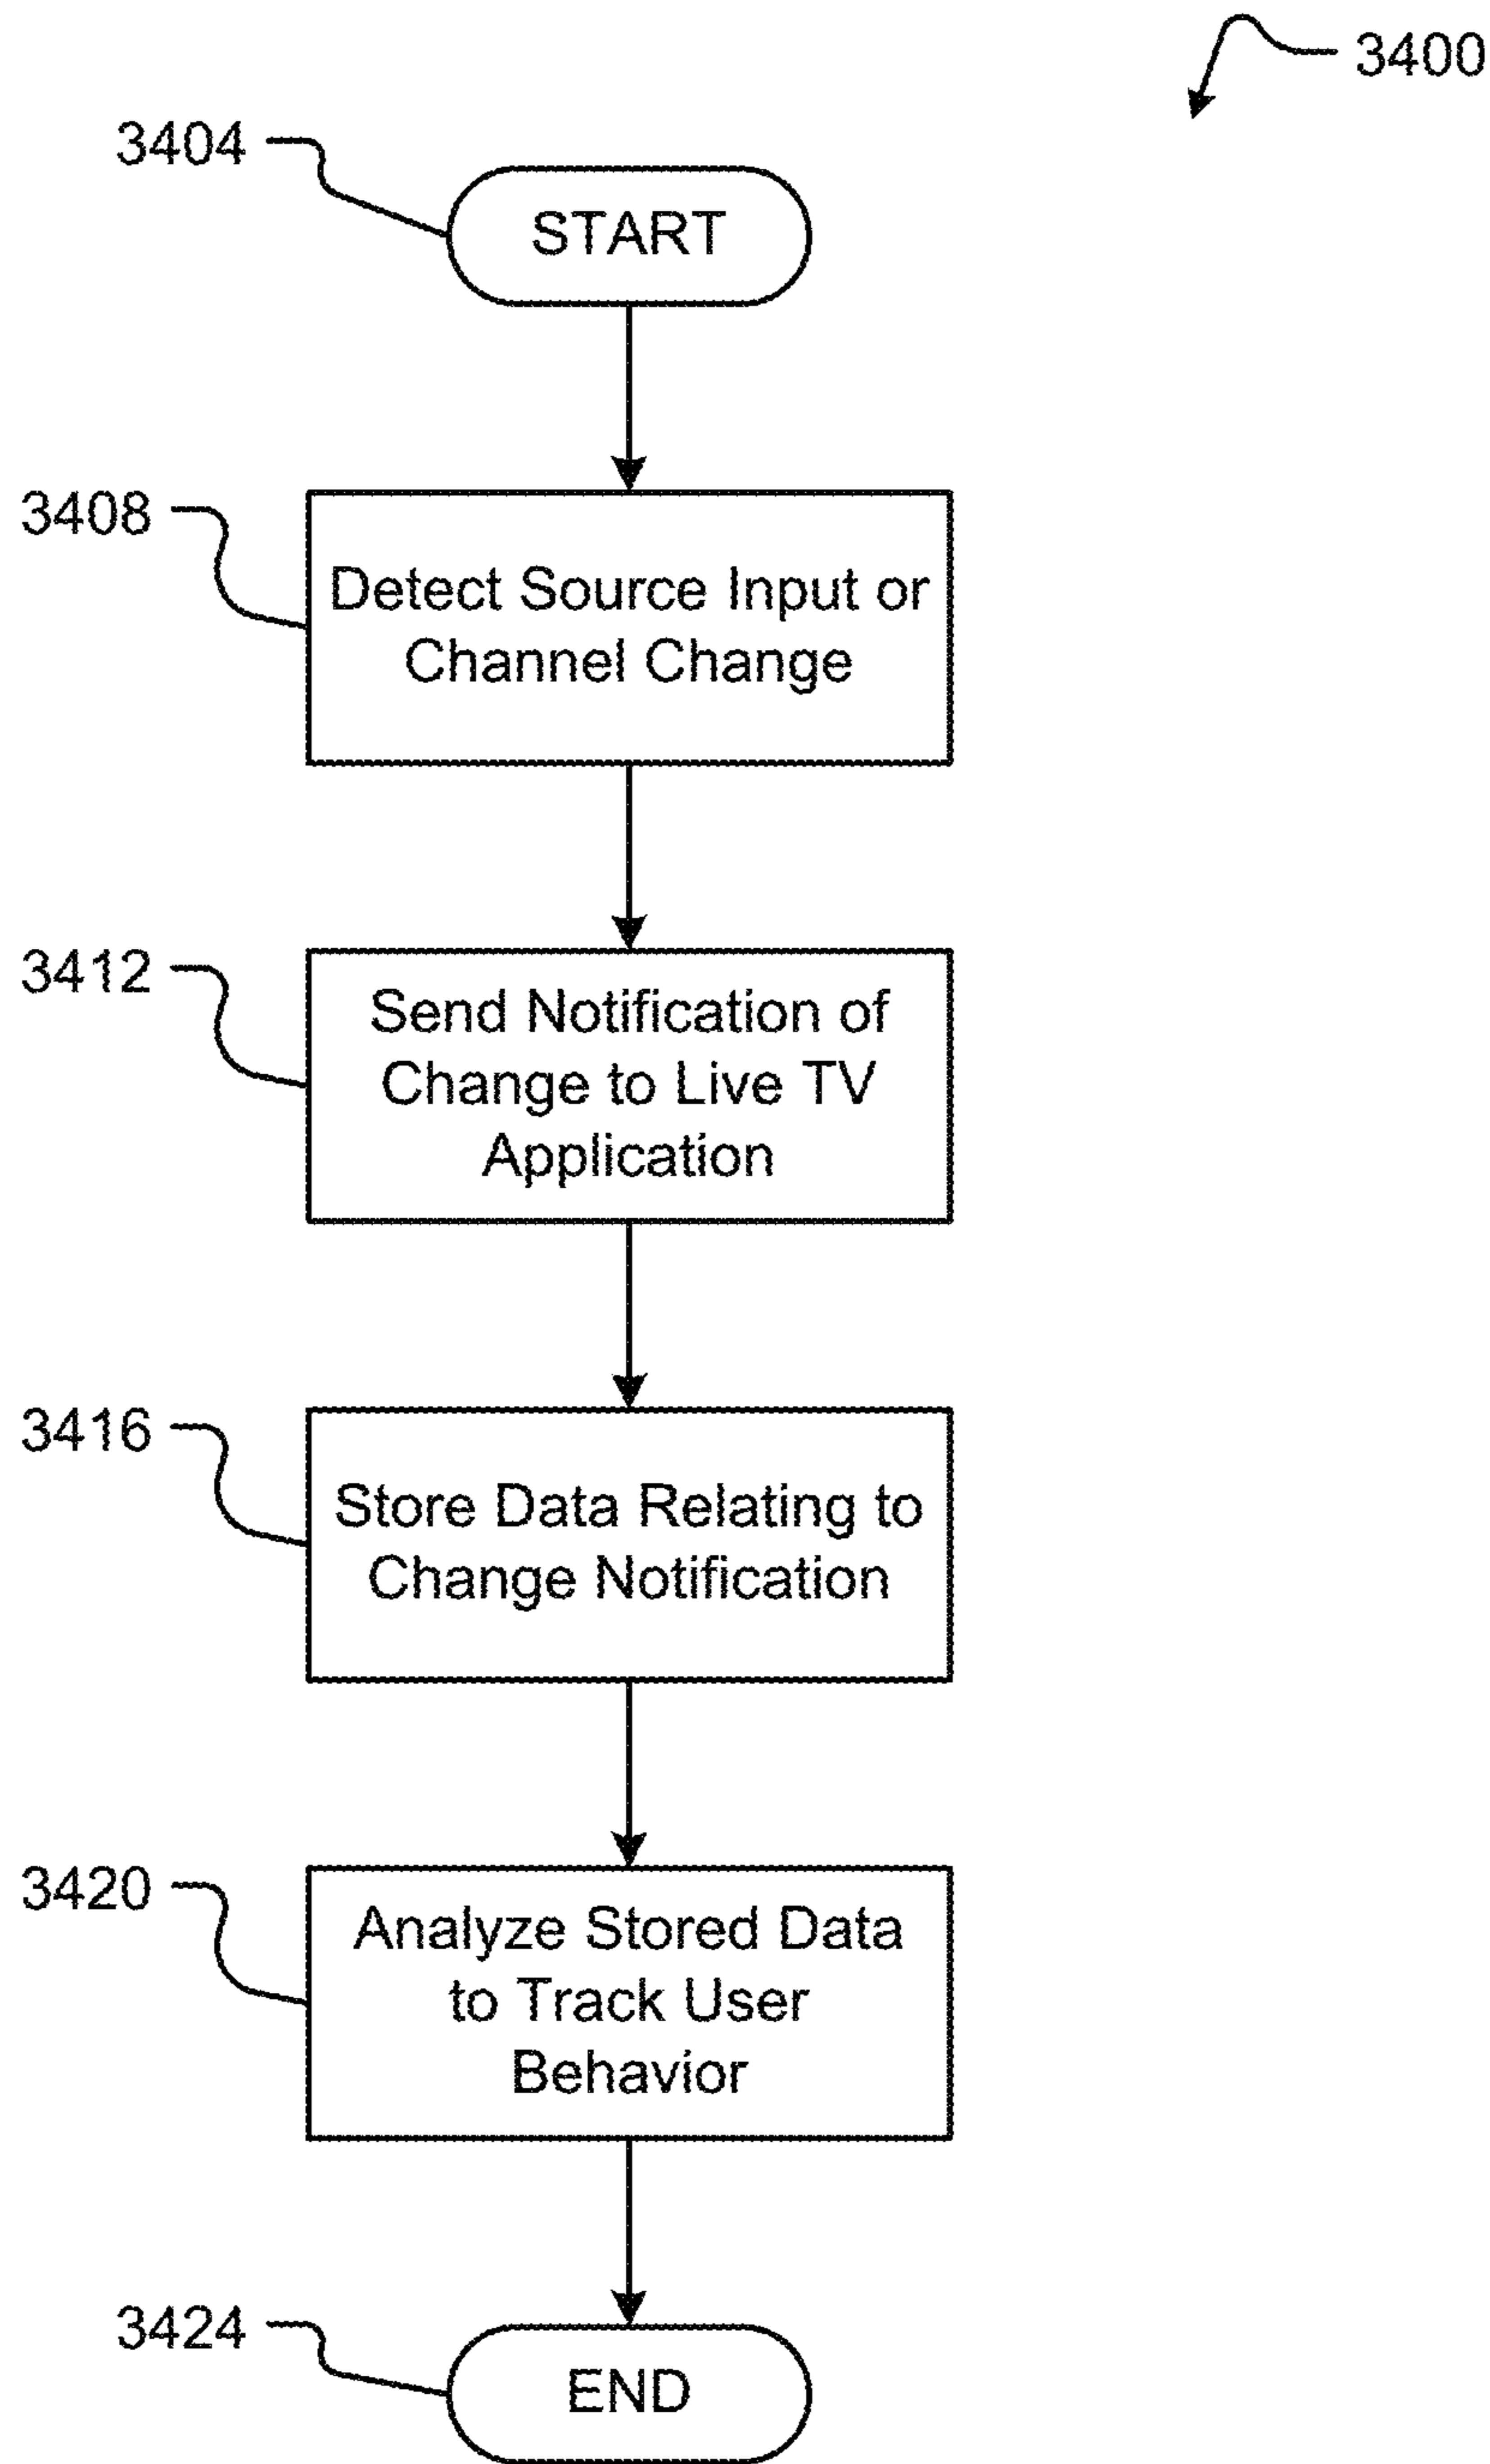 3400
3404
START
3408
Detect Source Input or
Channel Change
3412
Send Notification of
Change to Live TV
Application
3416
Store Data Relating to
Change Notification
3420
Analyze Stored Data
to Track User
Behavior
3424
END